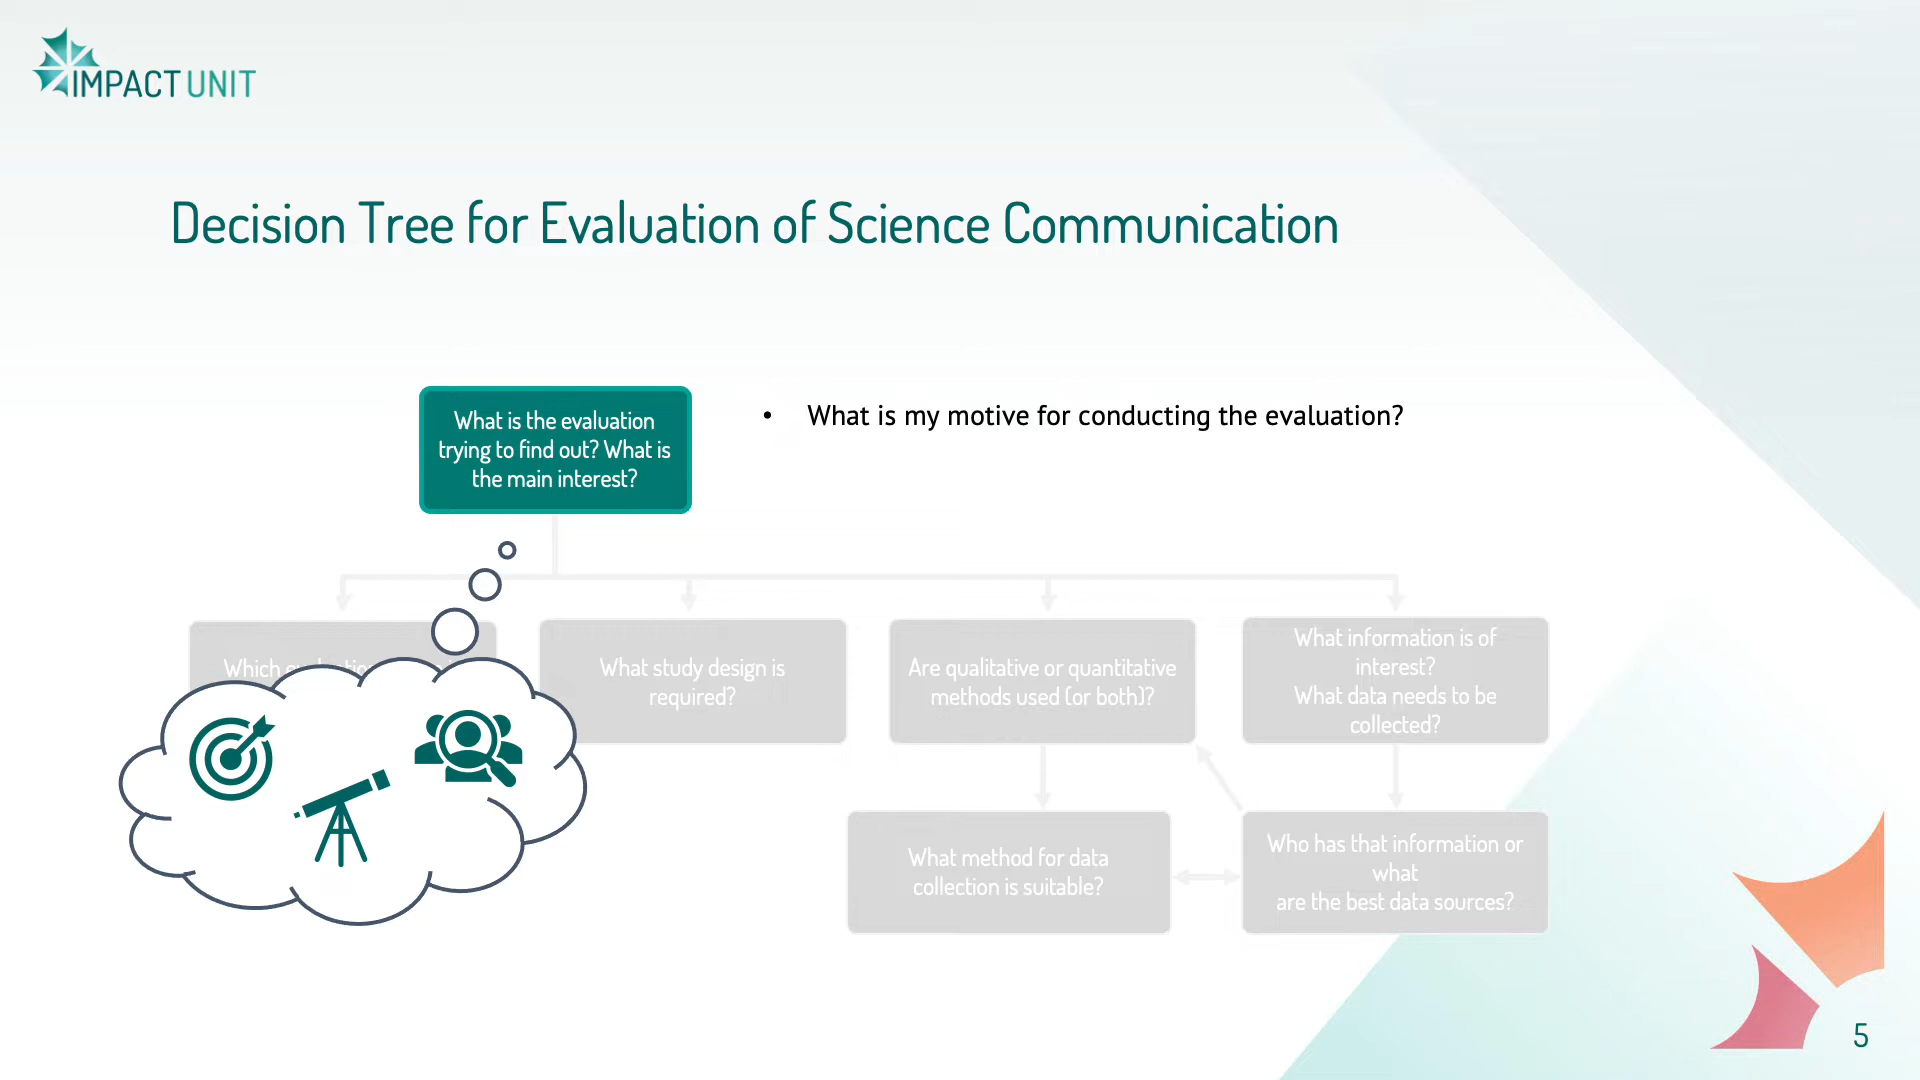 IMPACT UNIT
Decision Tree for Evaluation of Science Communication
What is the evaluation
trying to find out? What is
the main interest?
• What is my motive for conducting the evaluation?
Which
What study design is
required?
Are qualitative or quantitative
methods used (or both)?
What information is of
interest?
What data needs to be
collected?
What method for data
collection is suitable?
Who has that information or
what
are the best data sources?
5